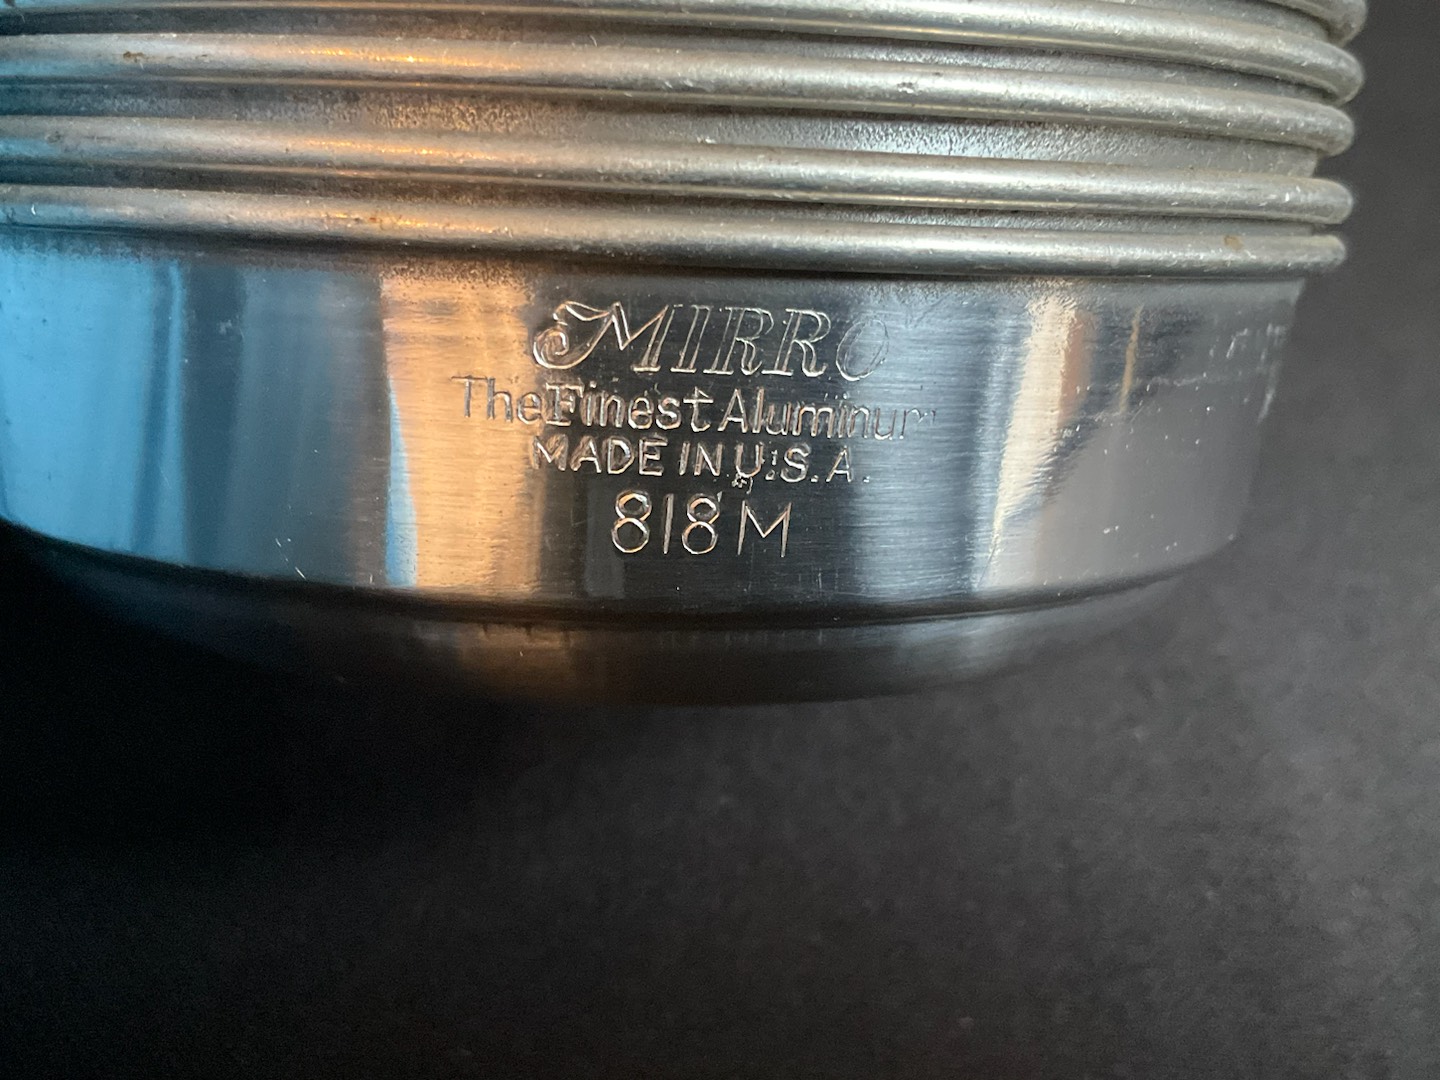 MIRRO
The Finest Aluminum
MADE IN U.S.A.
818M